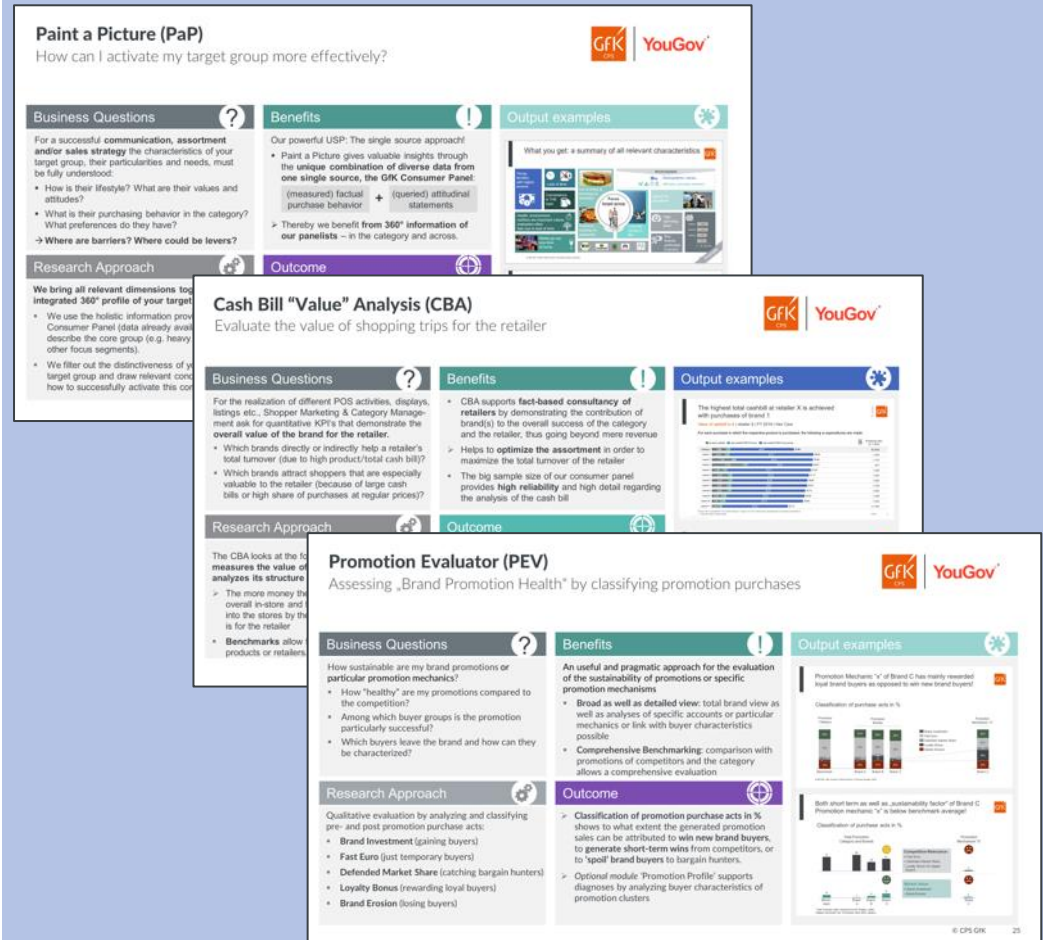 Paint a Picture (PaP)
How can I activate my target group more effectively?
GfK
CPS
YouGov
Business Questions
?
For a successful communication, assortment
and/or sales strategy the characteristics of your
target group, their particularities and needs, must
be fully understood:
• How is their lifestyle? What are their values and
attitudes?
• What is their purchasing behavior in the category?
What preferences do they have?
→ Where are barriers? Where could be levers?
Benefits
!
Our powerful USP: The single source approach!
• Paint a Picture gives valuable insights through
the unique combination of diverse data from
one single source, the GfK Consumer Panel:
(measured) factual
purchase behavior
+
(queried) attitudinal
statements
➢ Thereby we benefit from 360° information of
our panelists – in the category and across.
Output examples
What you get: a summary of all relevant characteristics
Research Approach
We bring all relevant dimensions
integrated 360° profile of your target
• We use the holistic information
Consumer Panel (data already
describe the core group (e.g. heavy
other focus segments).
• We filter out the distinctiveness of
target group and draw relevant
how to successfully activate this
Outcome
Cash Bill “Value” Analysis (CBA)
Evaluate the value of shopping trips for the retailer
GfK
CPS
YouGov
Business Questions
?
For the realization of different POS activities, displays,
listings etc., Shopper Marketing & Category Manage-
ment ask for quantitative KPI's that demonstrate the
overall value of the brand for the retailer.
• Which brands directly or indirectly help a retailer's
total turnover (due to high product/total cash bill)?
• Which brands attract shoppers that are especially
valuable to the retailer (because of large cash
bills or high share of purchases at regular prices)?
Benefits
!
• CBA supports fact-based consultancy of
retailers by demonstrating the contribution of
brand(s) to the overall success of the category
and the retailer, thus going beyond mere revenue
➢ Helps to optimize the assortment in order to
maximize the total turnover of the retailer
• The big sample size of our consumer panel
provides high reliability and high detail regarding
the analysis of the cash bill
Output examples
The highest total cashbill at retailer X is achieved
with purchases of brand 1
Research Approach
The CBA looks at the
measures the value of
analyzes its structure
➢ The more money
overall in-store and
into the stores by the
is for the retailer
• Benchmarks allow
products or retailers.
Outcome
Promotion Evaluator (PEV)
Assessing „Brand Promotion Health” by classifying promotion purchases
GfK
CPS
YouGov
Business Questions
?
How sustainable are my brand promotions or
particular promotion mechanics?
• How “healthy” are my promotions compared to
the competition?
• Among which buyer groups is the promotion
particularly successful?
• Which buyers leave the brand and how can they
be characterized?
Benefits
!
An useful and pragmatic approach for the evaluation
of the sustainability of promotions or specific
promotion mechanisms
• Broad as well as detailed view: total brand view as
well as analyses of specific accounts or particular
mechanics or link with buyer characteristics
possible
• Comprehensive Benchmarking: comparison with
promotions of competitors and the category
allows a comprehensive evaluation
Output examples
Promotion Mechanic “x” of Brand C has mainly rewarded
loyal brand buyers as opposed to win new brand buyers!
Classification of purchase acts in %
Research Approach
Qualitative evaluation by analyzing and classifying
pre- and post promotion purchase acts:
• Brand Investment (gaining buyers)
• Fast Euro (just temporary buyers)
• Defended Market Share (catching bargain hunters)
• Loyalty Bonus (rewarding loyal buyers)
• Brand Erosion (losing buyers)
Outcome
➢ Classification of promotion purchase acts in %
shows to what extent the generated promotion
sales can be attributed to win new brand buyers,
to generate short-term wins from competitors, or
to ‘spoil’ brand buyers to bargain hunters.
➢ Optional module ‘Promotion Profile’ supports
diagnoses by analyzing buyer characteristics of
promotion clusters
Both short term as well as „sustainability factor” of Brand C
Promotion mechanic “x” is below benchmark average!
Classification of purchase acts in %
© CPS GfK
25